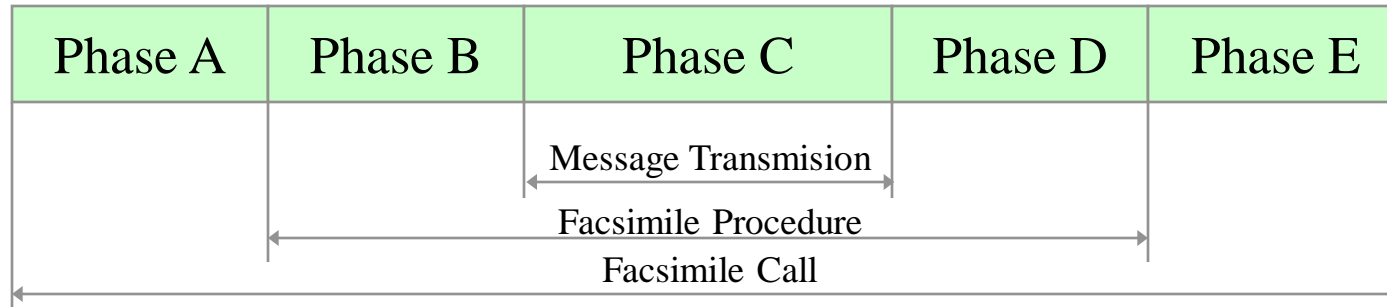 Phase A Phase B Phase C Phase D Phase E
Message Transmision
Facsimile Procedure
Facsimile Call